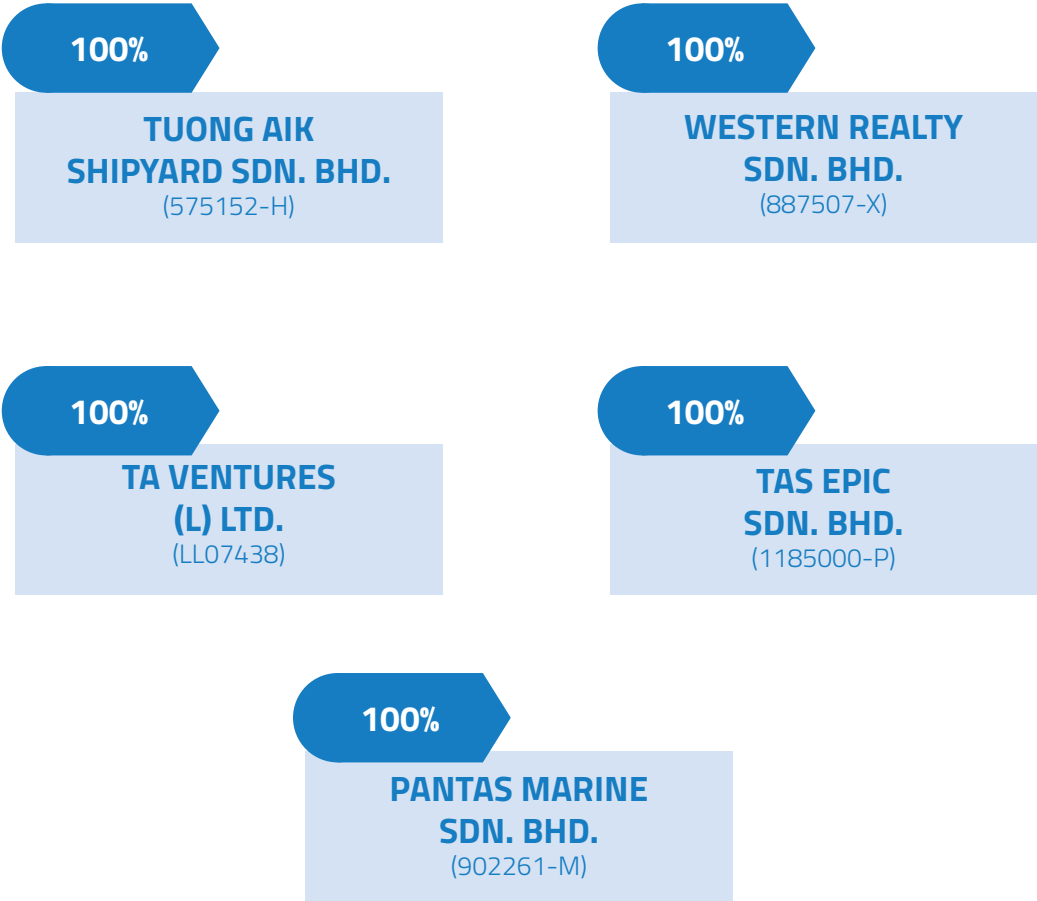 100%
TUONG AIK
SHIPYARD SDN. BHD.
(575152-H)
100%
WESTERN REALTY
SDN. BHD.
(887507-X)
100%
TA VENTURES
(L) LTD.
(LL07438)
100%
TAS EPIC
SDN. BHD.
(1185000-P)
100%
PANTAS MARINE
SDN. BHD.
(902261-M)